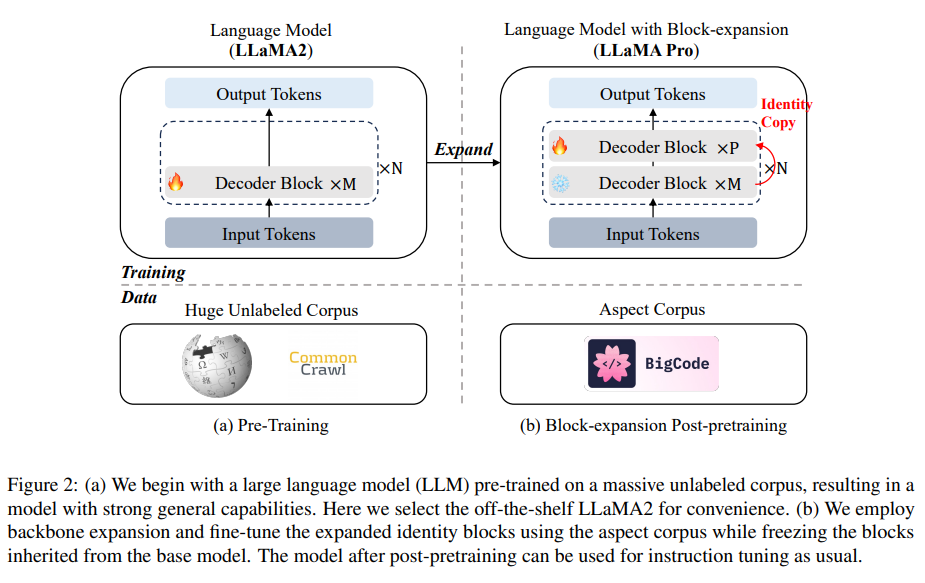 Language Model
(LLaMA2)
Output Tokens
Decoder Block ×M
×N
Input Tokens
Expand
Language Model with Block-expansion
(LLaMA Pro)
Output Tokens
Identity
Copy
Decoder Block ×P
Decoder Block ×M
×N
Input Tokens
Training
Data
Huge Unlabeled Corpus
Common
Crawl
(a) Pre-Training
Aspect Corpus
</>
BigCode
(b) Block-expansion Post-pretraining
Figure 2: (a) We begin with a large language model (LLM) pre-trained on a massive unlabeled corpus, resulting in a
model with strong general capabilities. Here we select the off-the-shelf LLaMA2 for convenience. (b) We employ
backbone expansion and fine-tune the expanded identity blocks using the aspect corpus while freezing the blocks
inherited from the base model. The model after post-pretraining can be used for instruction tuning as usual.